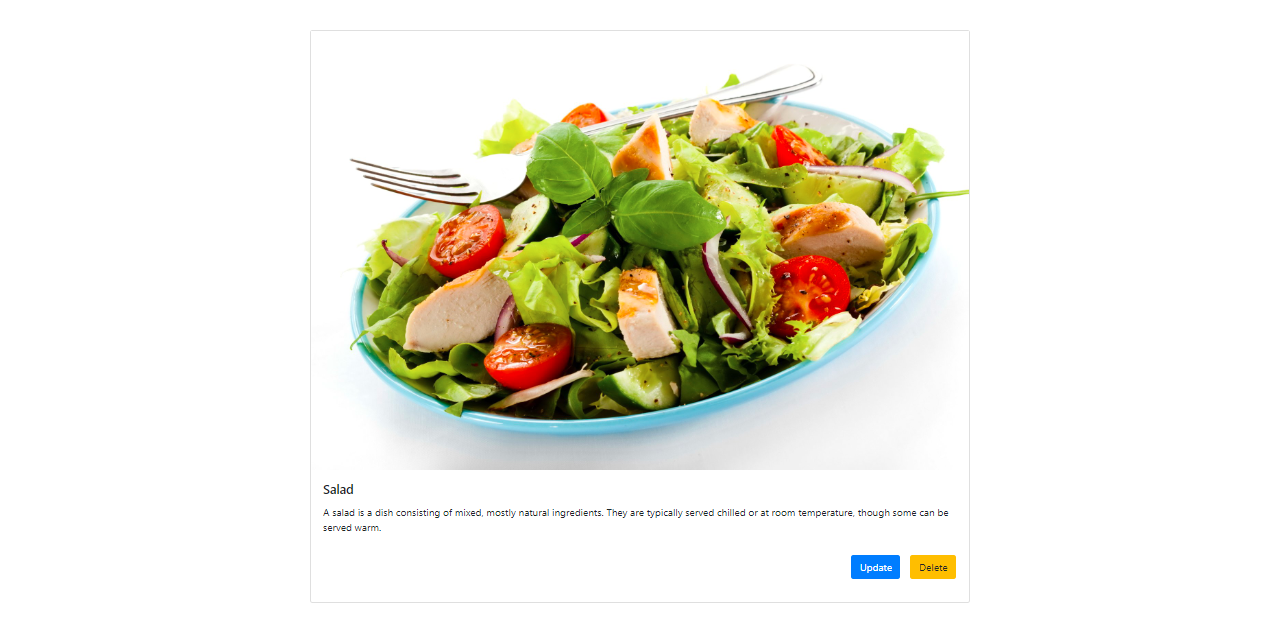 Salad
A salad is a dish consisting of mixed, mostly natural ingredients. They are typically served chilled or at room temperature, though some can be
served warm.
Update Delete